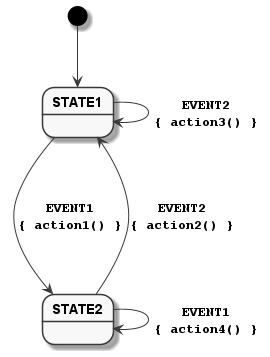 STATE1
EVENT2
{ action3() }
EVENT1
{ action1() }
EVENT2
{ action2() }
STATE2
EVENT1
{ action4() }